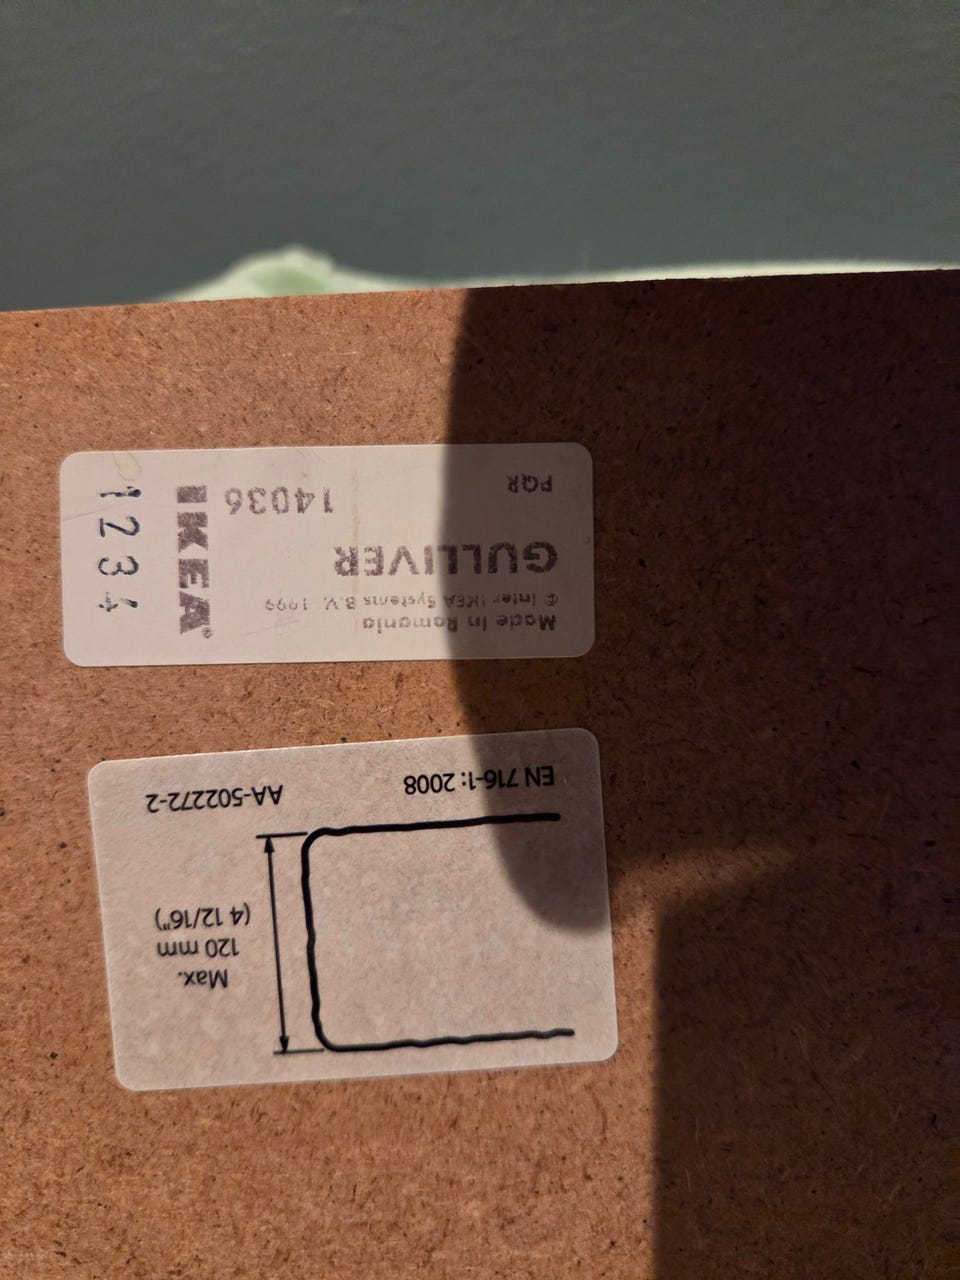 Max.
120 mm
(4 12/16")
EN 716-1: 2008 AA-502272-2
Made in Romania
© Inter IKEA Systems B.V. 1999
GULLIVER
PQR 14036
IKEA®
1234